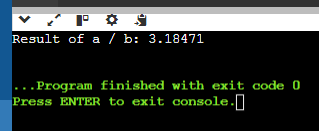 Result of a / b: 3.18471
...Program finished with exit code 0
Press ENTER to exit console.